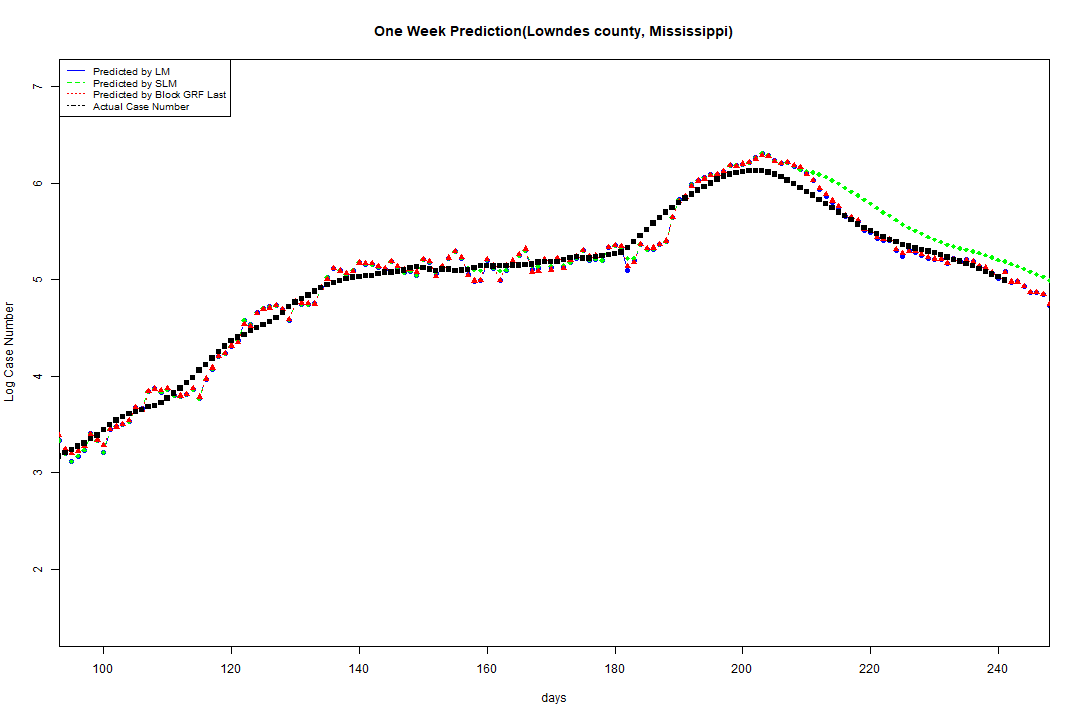 One Week Prediction(Lowndes county, Mississippi)
Predicted by LM
Predicted by SLM
Predicted by Block GRF Last
Actual Case Number
7
6
5
4
3
2
Log Case Number
100 120 140 160 180 200 220 240
days